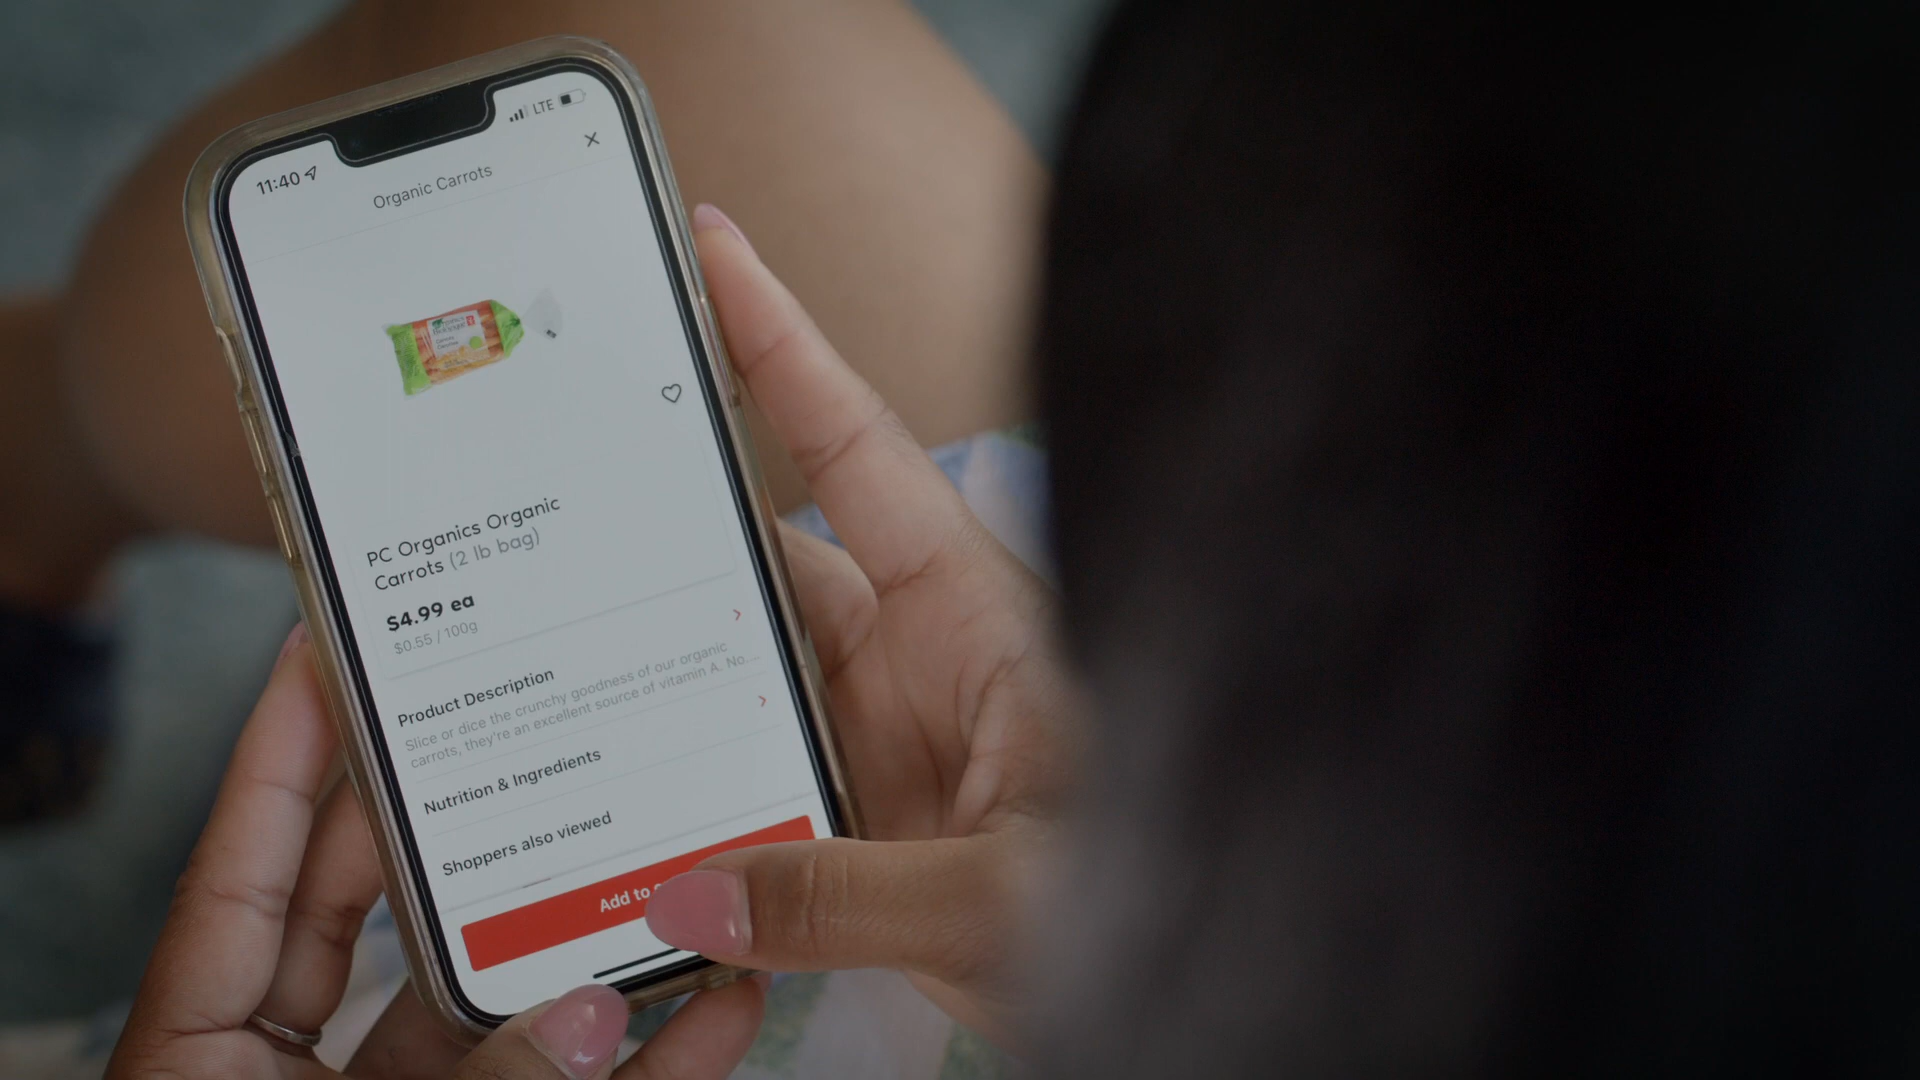 11:40
LTE
Organic Carrots
PC Organics Organic
Carrots (2 lb bag)
$4.99 ea
$0.55 / 100g
Product Description
Slice or dice the crunchy goodness of our organic
carrots, they're an excellent source of vitamin A. No...
Nutrition & Ingredients
Shoppers also viewed
Add to